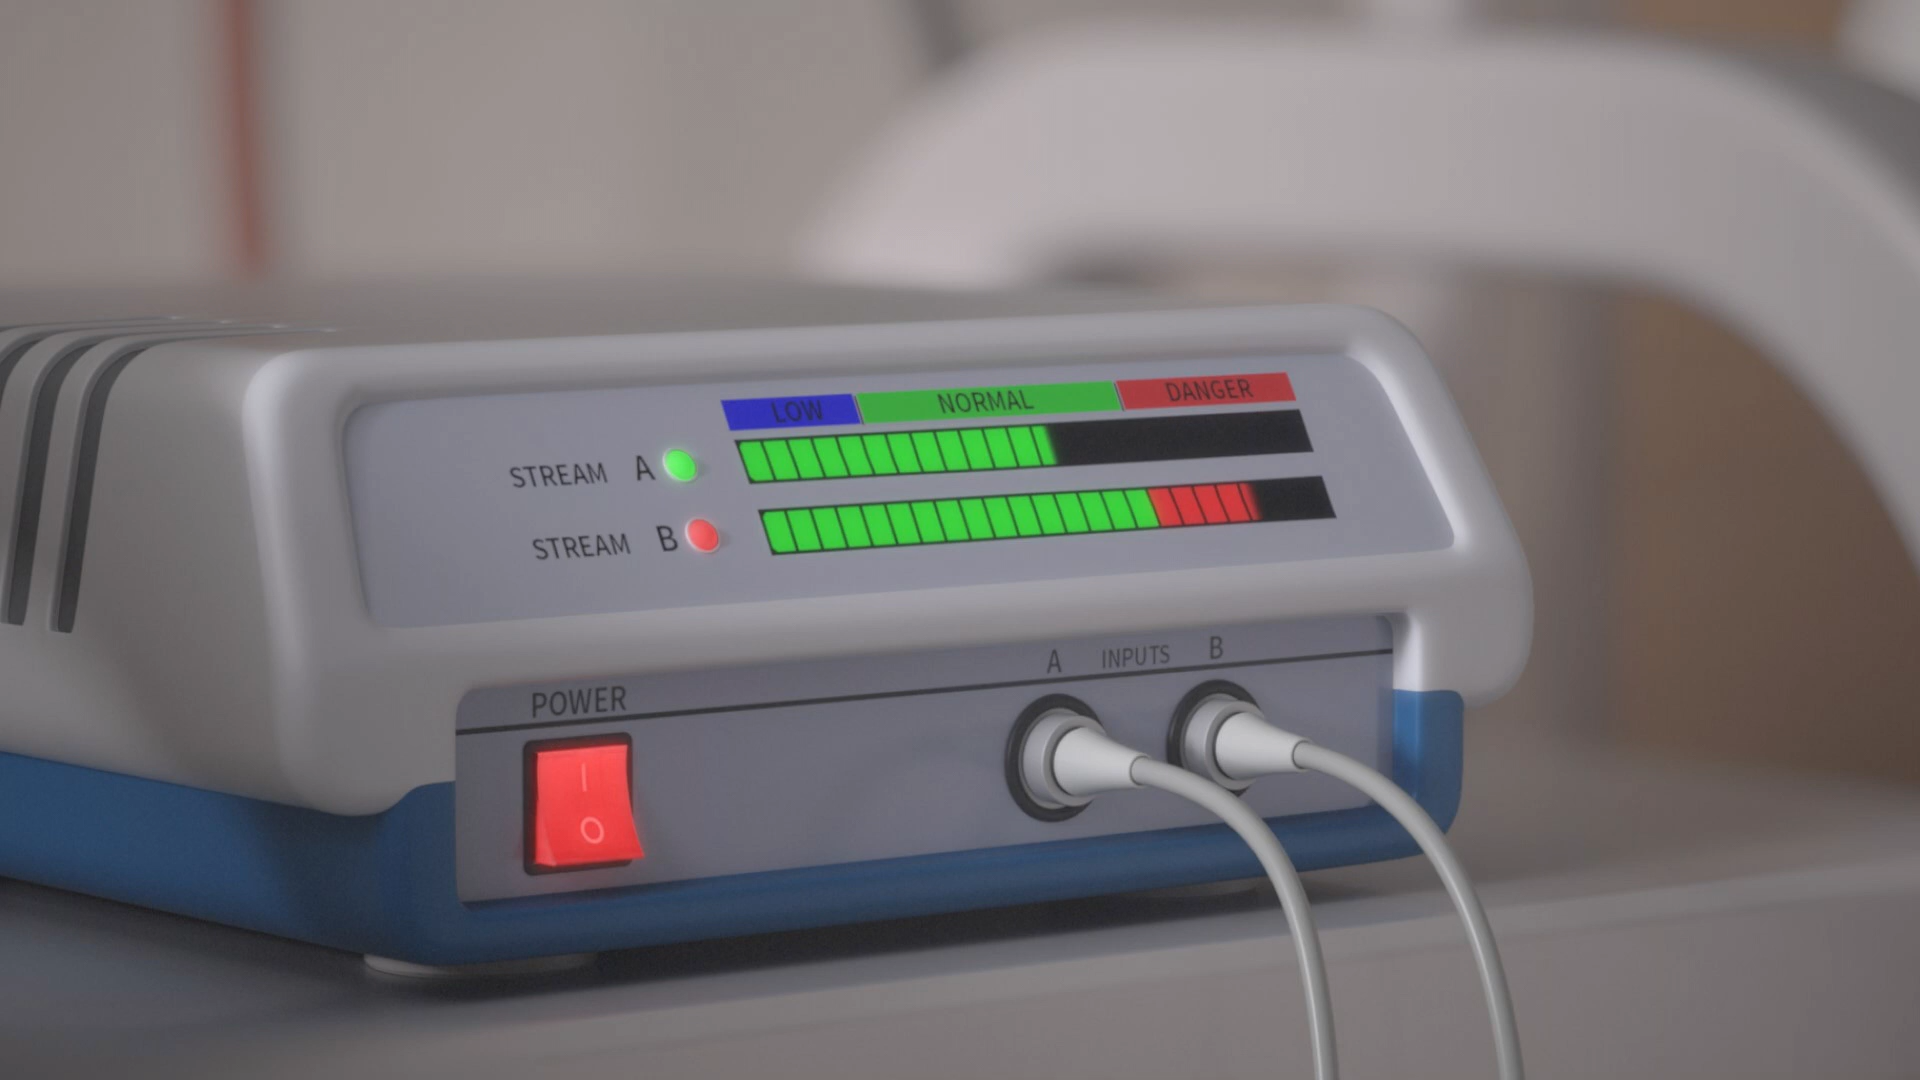 LOW NORMAL DANGER
STREAM A
STREAM B
A INPUTS B
POWER
I
O